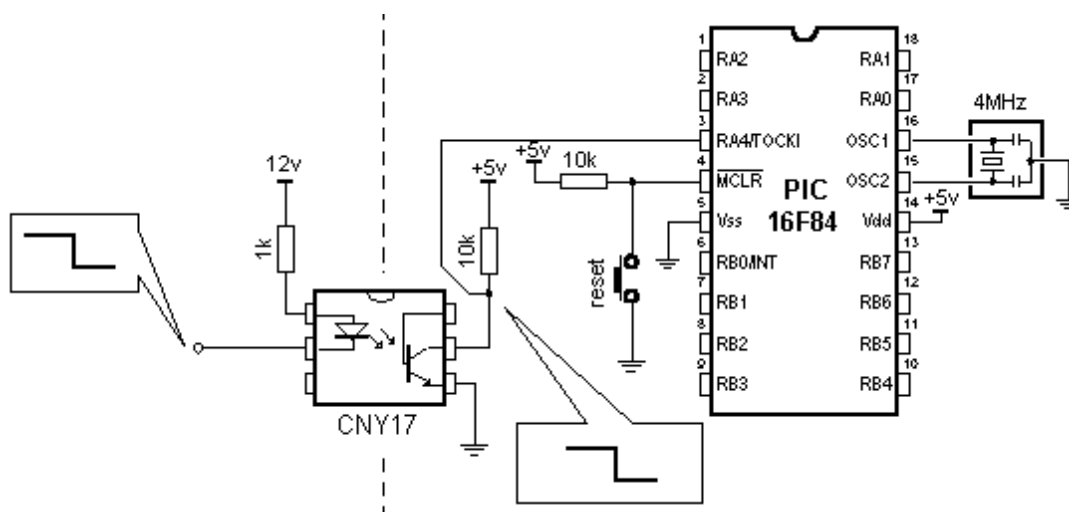 1
RA2
2
RA3
3
RA4/TOCKI
4
MCLR
5
Vss
6
RB0/INT
7
RB1
8
RB2
9
RB3
PIC
16F84
18
RA1
17
RA0
16
OSC1
15
OSC2
14
Vdd
13
RB7
12
RB6
11
RB5
10
RB4
4MHz
+5v
+5v
10k
reset
+5v
10k
12v
1k
CNY17